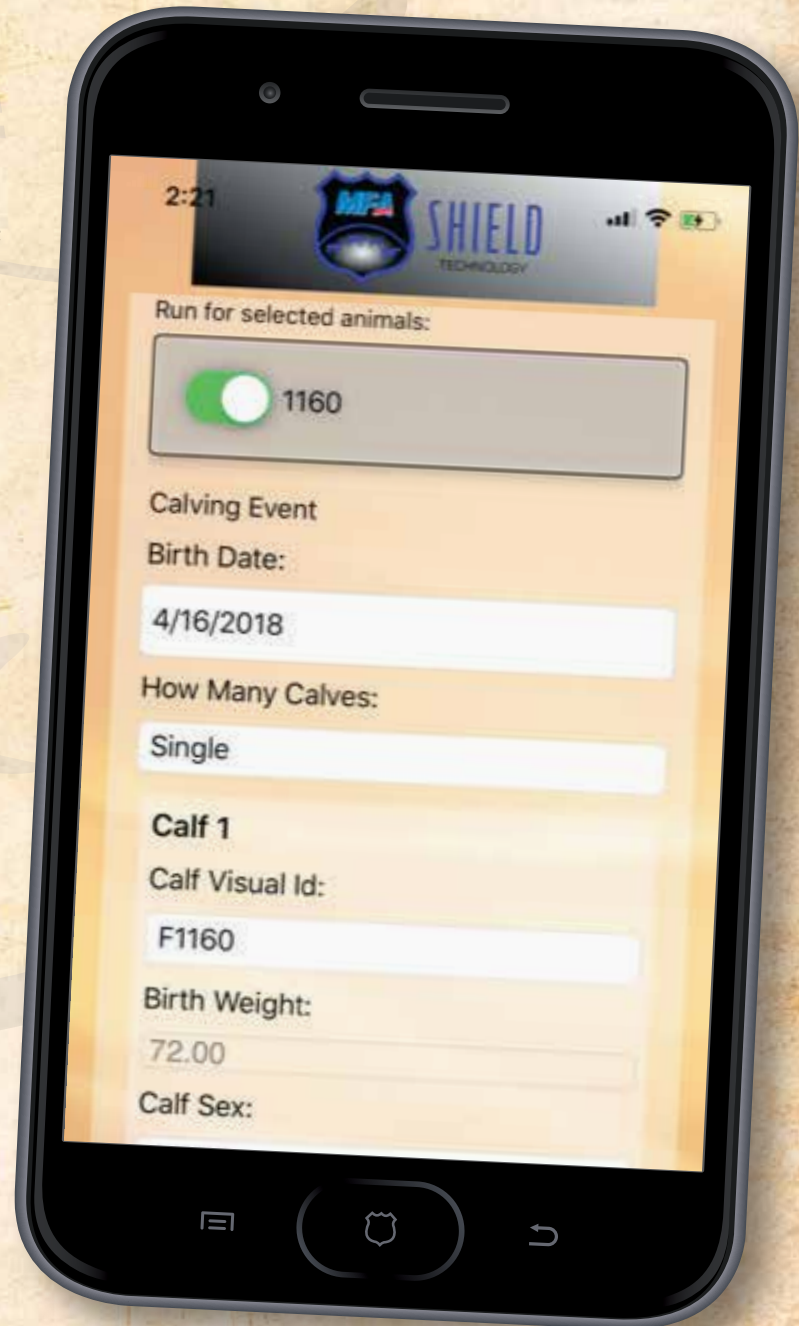 2:21
MFA
SHIELD
TECHNOLOGY
Run for selected animals:
1160
Calving Event
Birth Date:
4/16/2018
How Many Calves:
Single
Calf 1
Calf Visual Id:
F1160
Birth Weight:
72.00
Calf Sex: